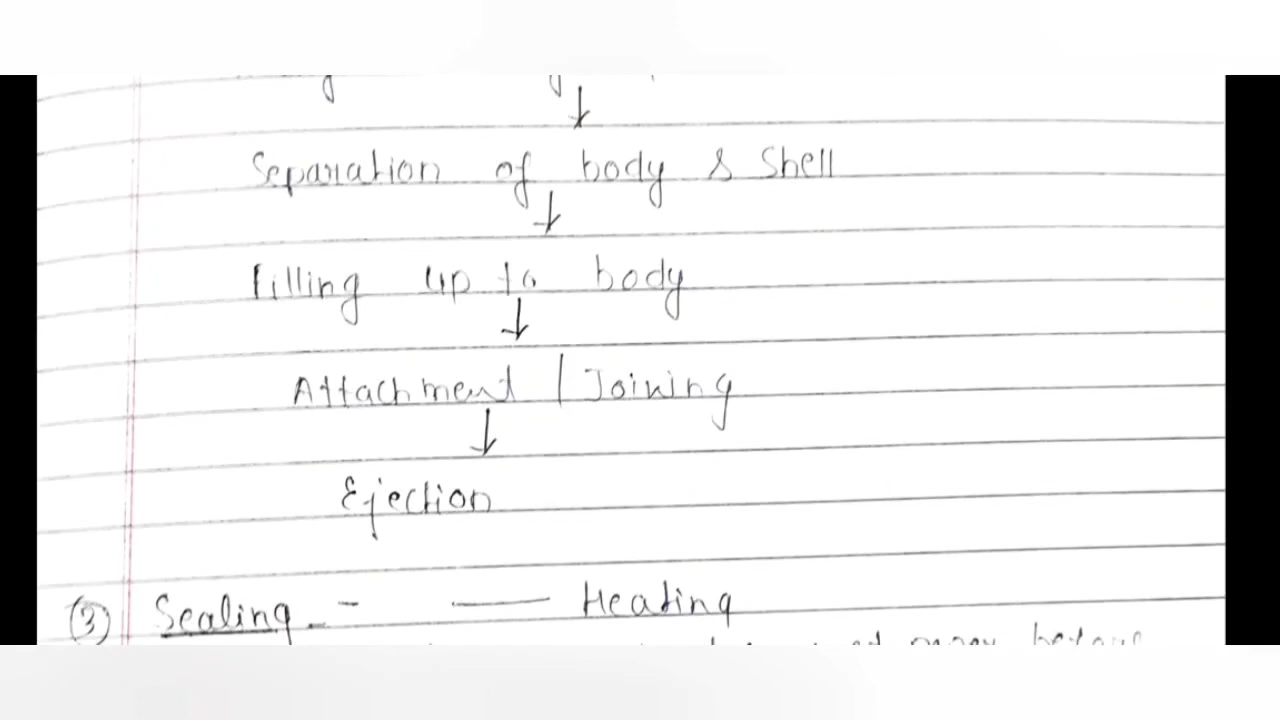 ↓
Separation of body & Shell
↓
Filling up to body
↓
Attachment / Joining
↓
Ejection
(3) Sealing - — Heating